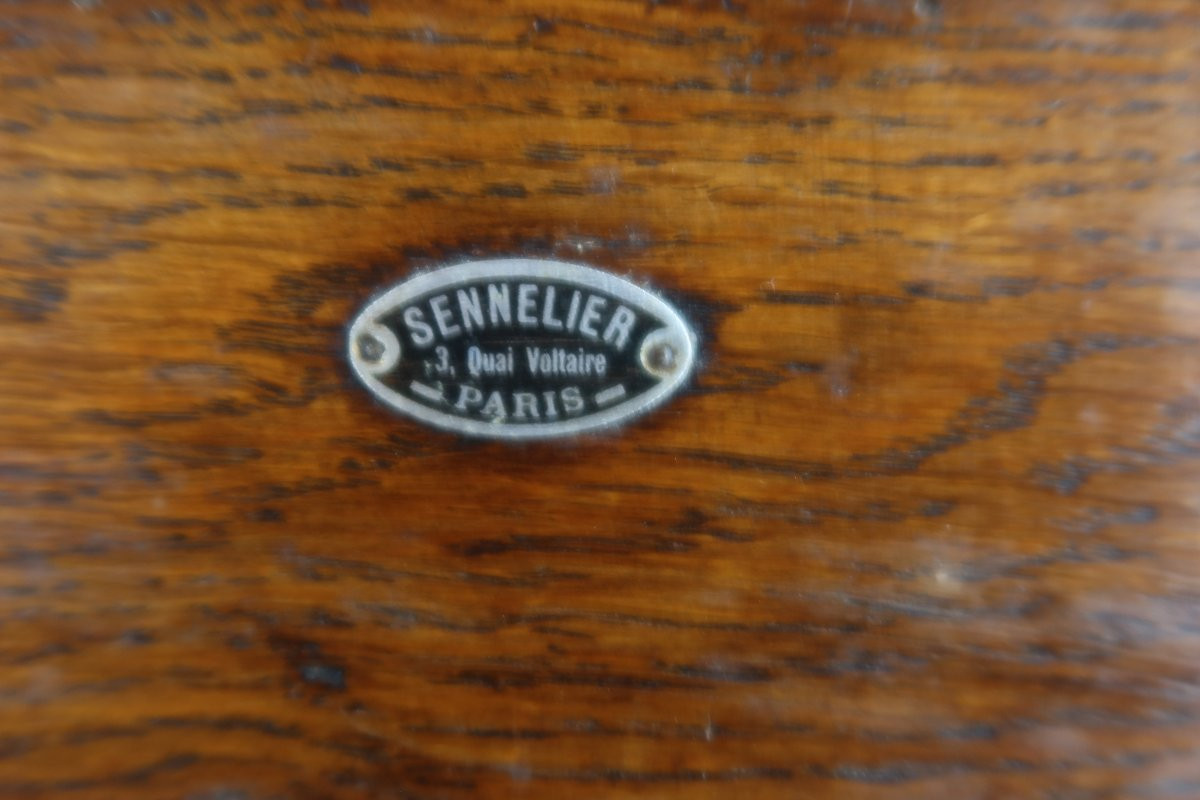 SENNELIER
3, Quai Voltaire
PARIS